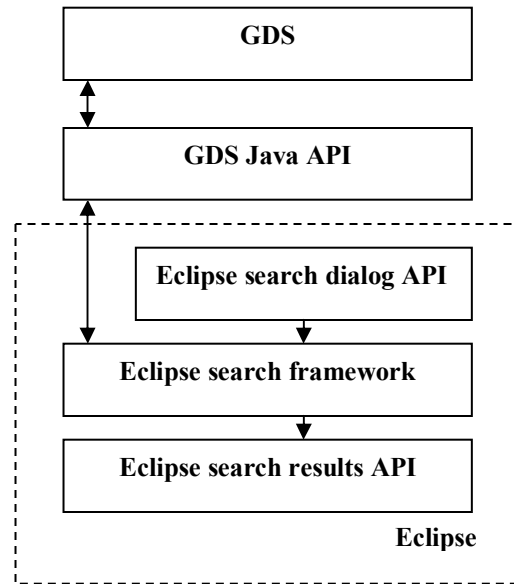 GDS
GDS Java API
Eclipse search dialog API
Eclipse search framework
Eclipse search results API
Eclipse